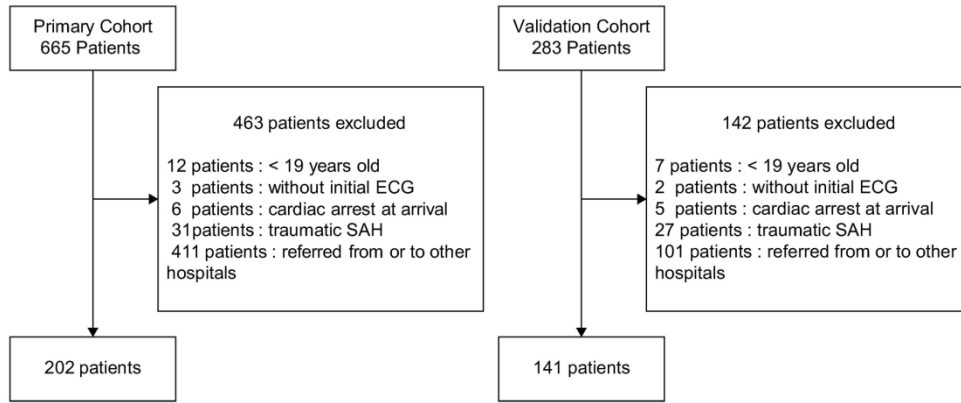 Primary Cohort
665 Patients
463 patients excluded
12 patients : < 19 years old
3 patients : without initial ECG
6 patients : cardiac arrest at arrival
31patients : traumatic SAH
411 patients : referred from or to other
hospitals
202 patients
Validation Cohort
283 Patients
142 patients excluded
7 patients : < 19 years old
2 patients : without initial ECG
5 patients : cardiac arrest at arrival
27 patients : traumatic SAH
101 patients : referred from or to other
hospitals
141 patients